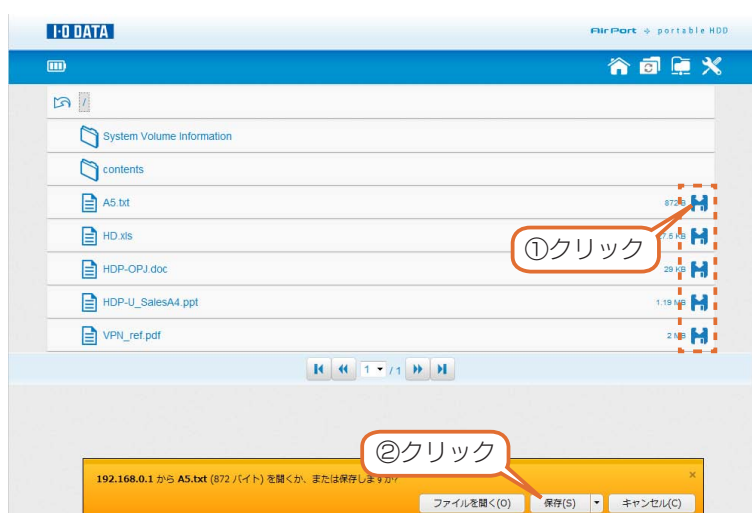 I-O DATA
AirPort portable HDD
/
System Volume Information
contents
A5.txt 872 B
HD.xls 27.5 KB
①クリック
HDP-OPJ.doc 29 KB
HDP-U_SalesA4.ppt 1.19 MB
VPN_ref.pdf 2 MB
1 / 1
②クリック
192.168.0.1 から A5.txt (872 バイト) を開くか、または保存しますか?
ファイルを開く(O) 保存(S) キャンセル(C)